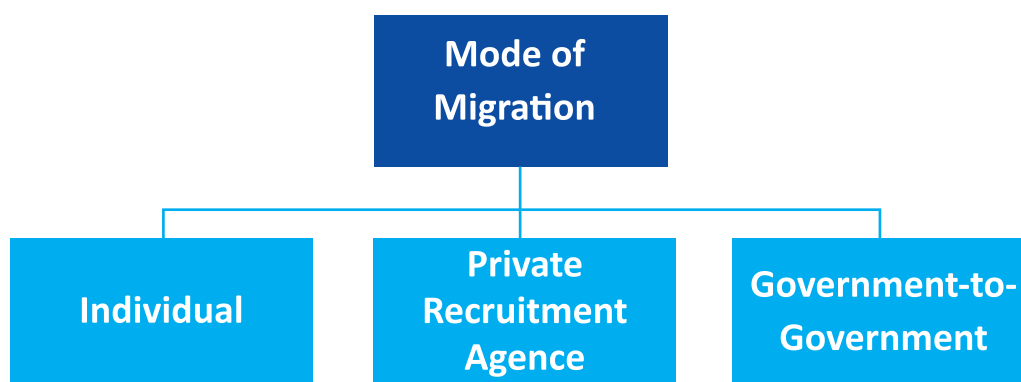 Mode of
Migration
Individual
Private
Recruitment
Agence
Government-to-
Government